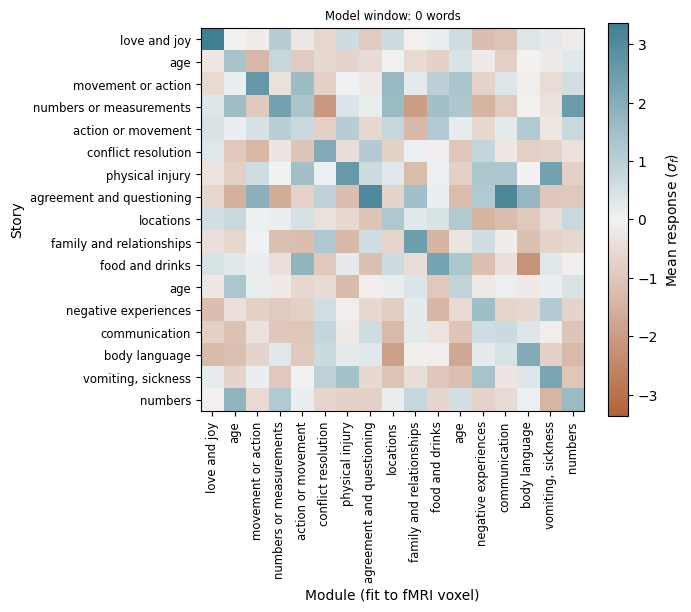 Model window: 0 words
love and joy
age
movement or action
numbers or measurements
action or movement
conflict resolution
physical injury
agreement and questioning
locations
family and relationships
food and drinks
age
negative experiences
communication
body language
vomiting, sickness
numbers
Story
love and joy
age
movement or action
numbers or measurements
action or movement
conflict resolution
physical injury
agreement and questioning
locations
family and relationships
food and drinks
age
negative experiences
communication
body language
vomiting, sickness
numbers
Module (fit to fMRI voxel)
3
2
1
0
−1
−2
−3
Mean response (σ_f)